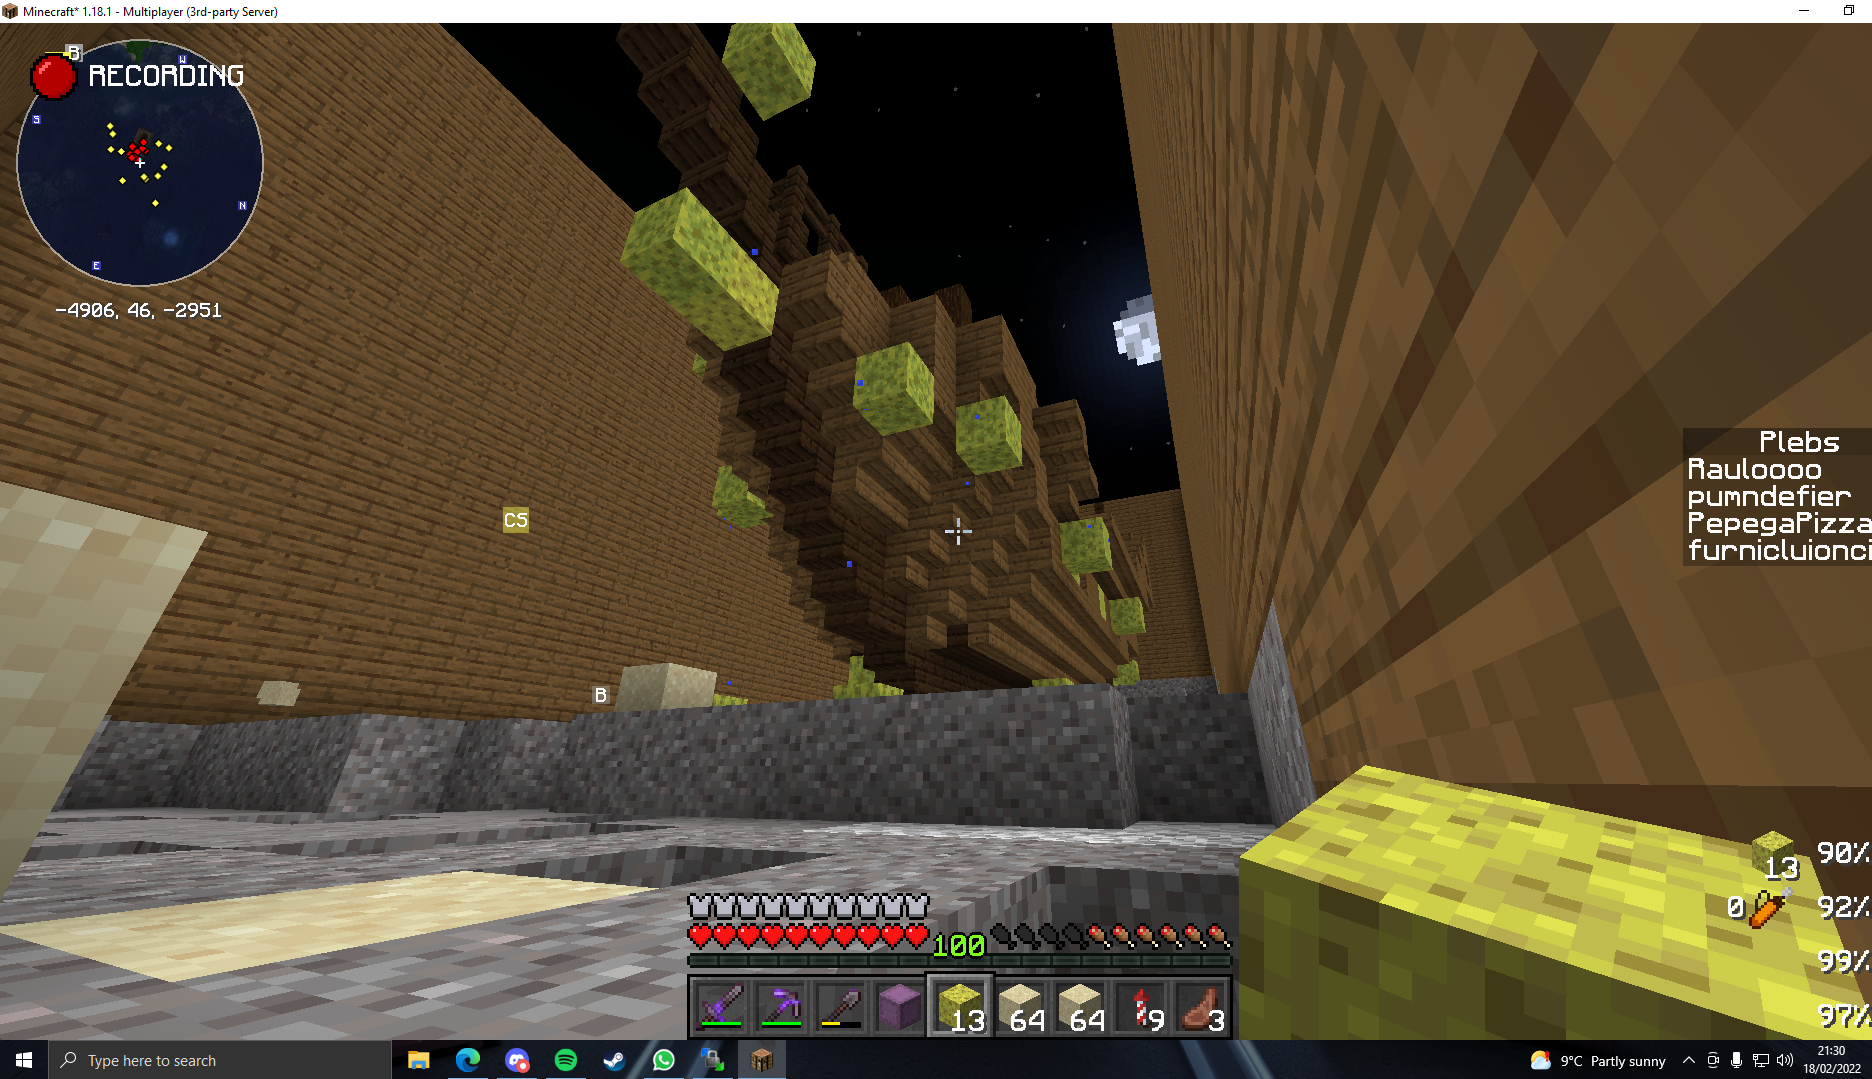 Minecraft* 1.18.1 - Multiplayer (3rd-party Server)
B
W
RECORDING
S
N
E
-4906, 46, -2951
CS
B
Plebs
Rauloooo
pumndefier
PepegaPizza
furnicluionci
90%
13
0
92%
99%
100
97%
13
64
64
9
3
Type here to search
9°C Partly sunny
21:30
18/02/2022